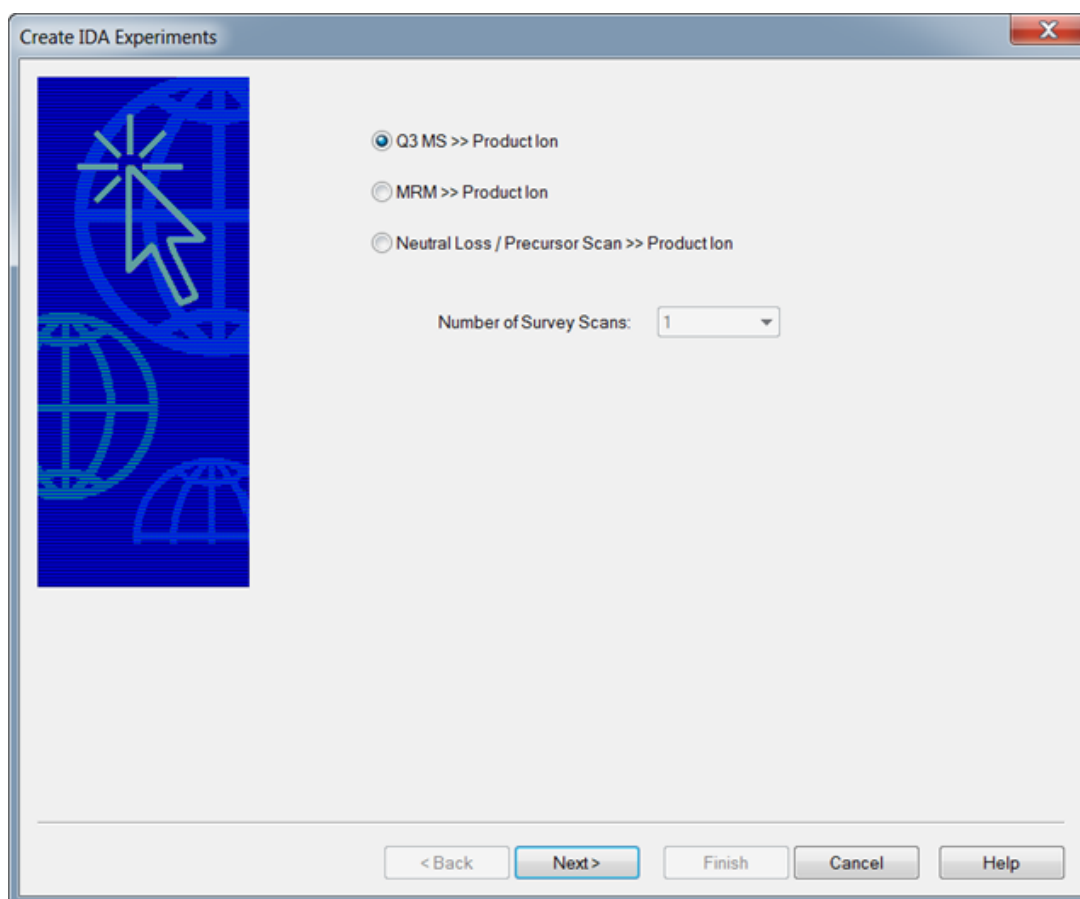 Create IDA Experiments
Q3 MS >> Product Ion
MRM >> Product Ion
Neutral Loss / Precursor Scan >> Product Ion
Number of Survey Scans: 1
< Back Next > Finish Cancel Help